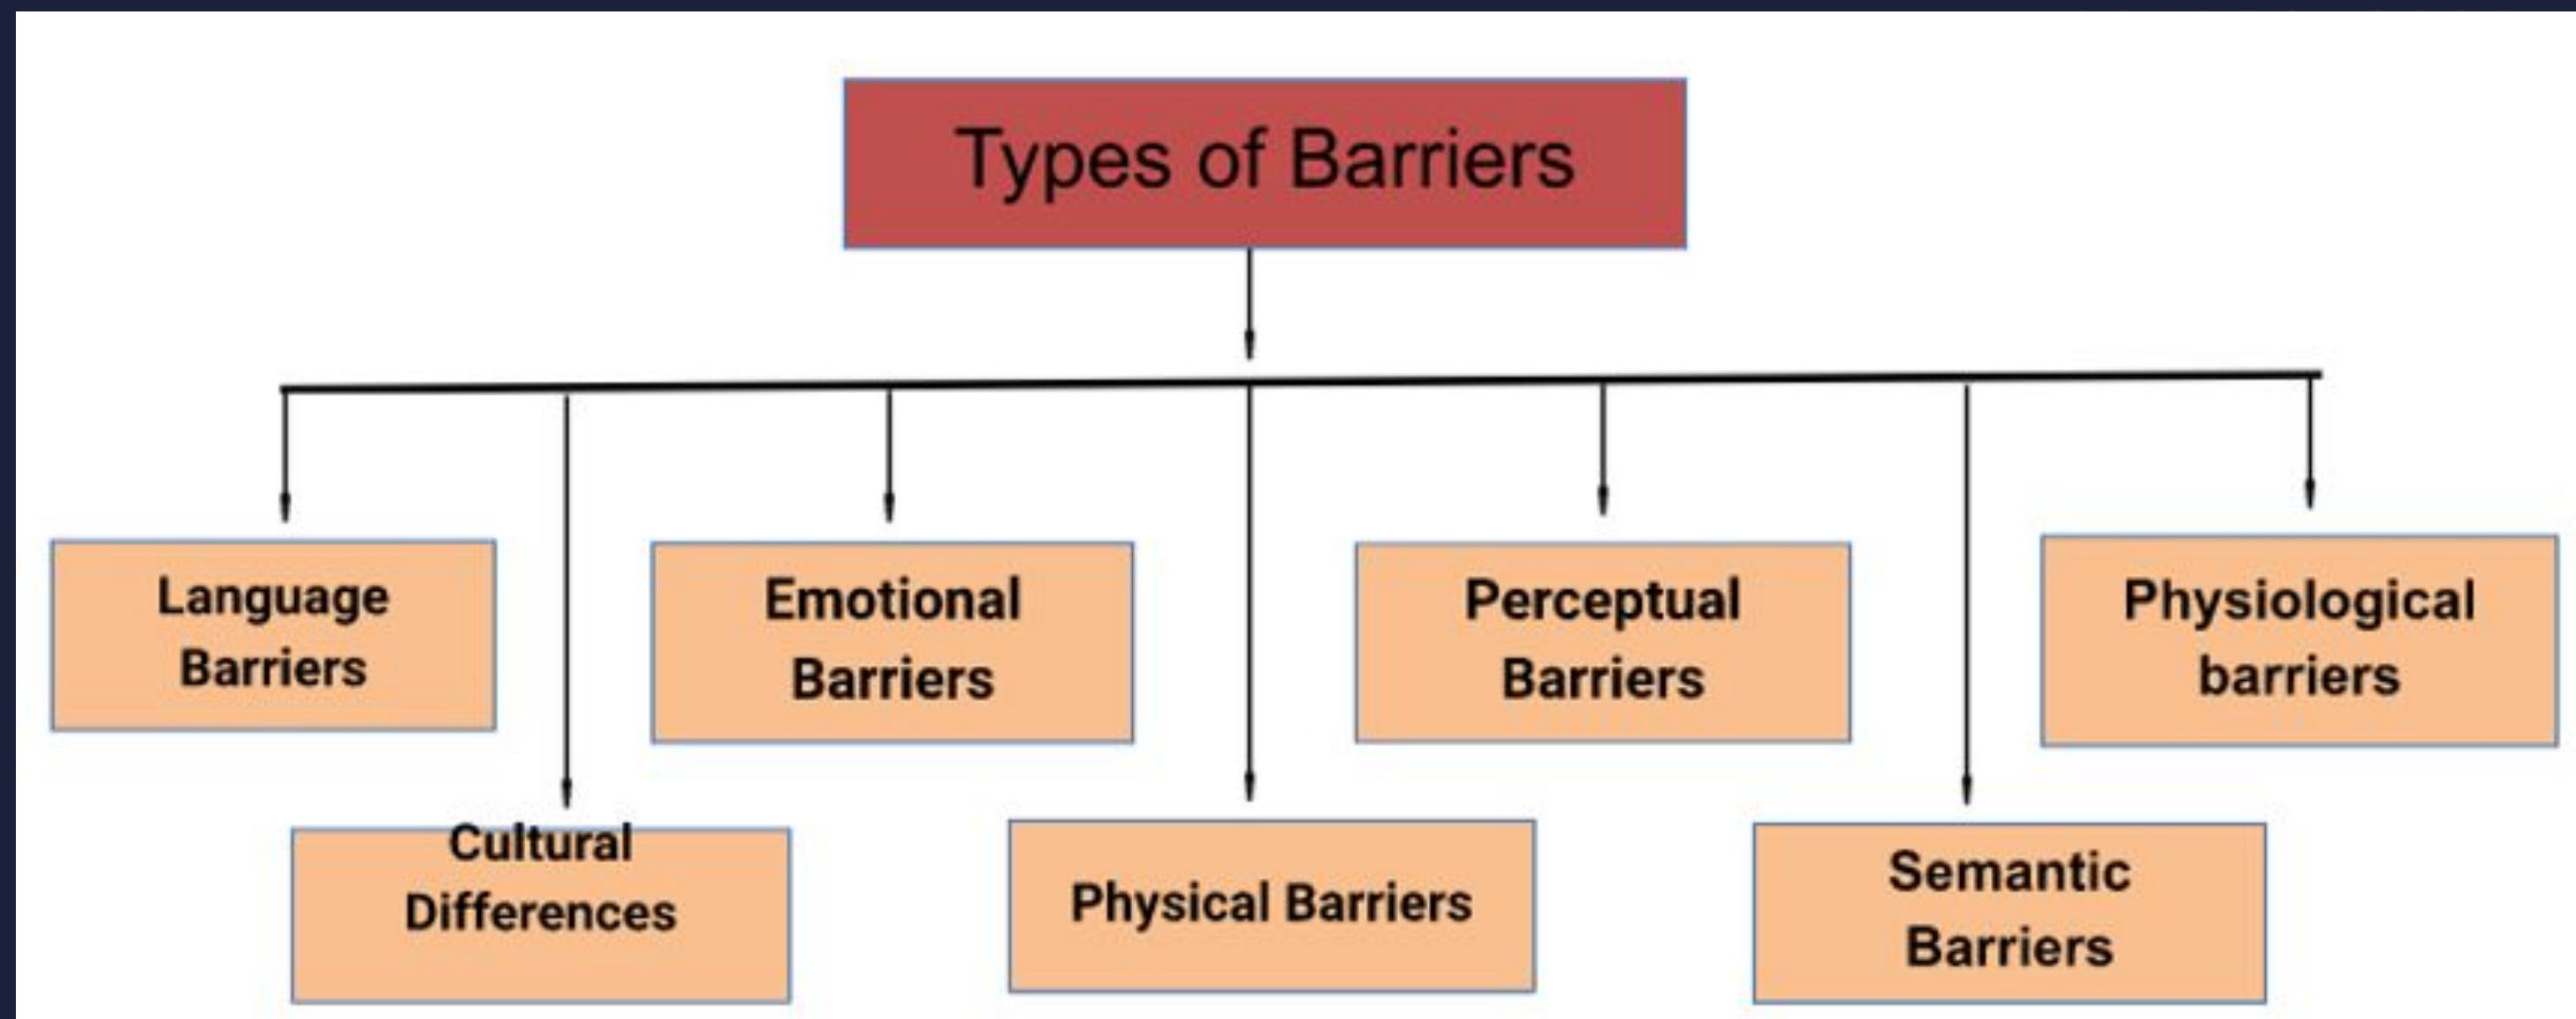 Types of Barriers
Language
Barriers
Emotional
Barriers
Perceptual
Barriers
Physiological
barriers
Cultural
Differences
Physical Barriers
Semantic
Barriers